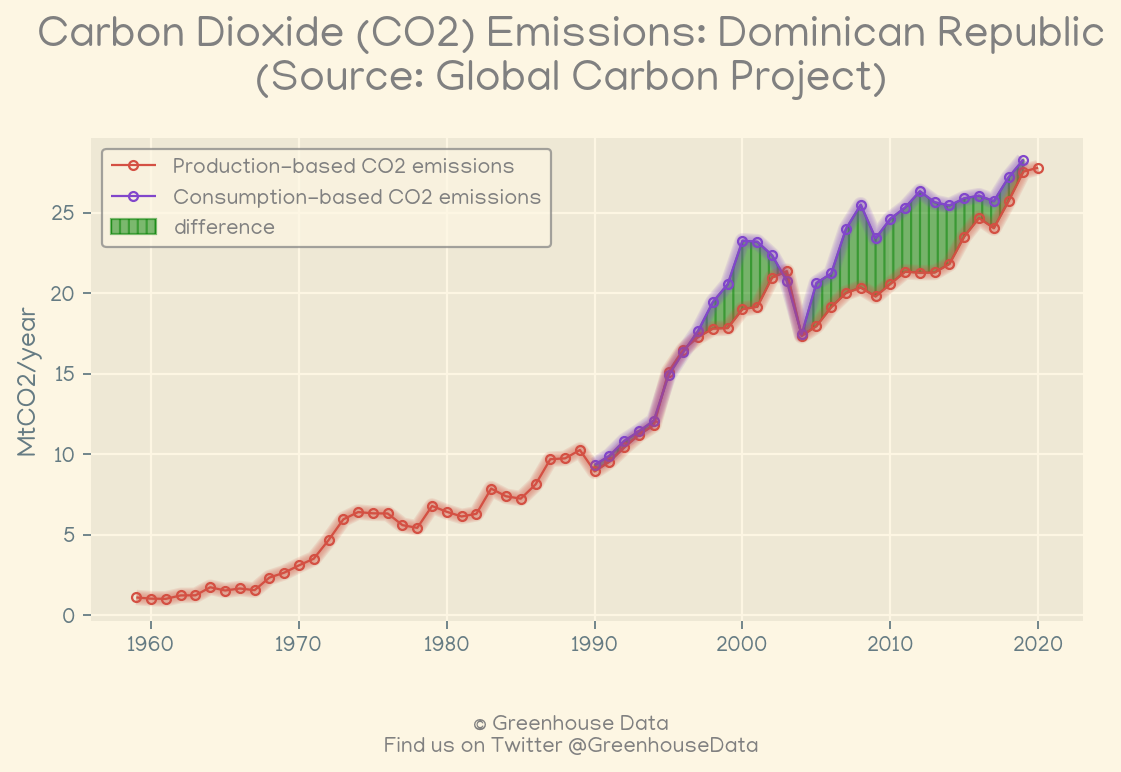 Carbon Dioxide (CO2) Emissions: Dominican Republic
(Source: Global Carbon Project)
Production-based CO2 emissions
Consumption-based CO2 emissions
difference
MtCO2/year
25
20
15
10
5
0
1960 1970 1980 1990 2000 2010 2020
© Greenhouse Data
Find us on Twitter @GreenhouseData